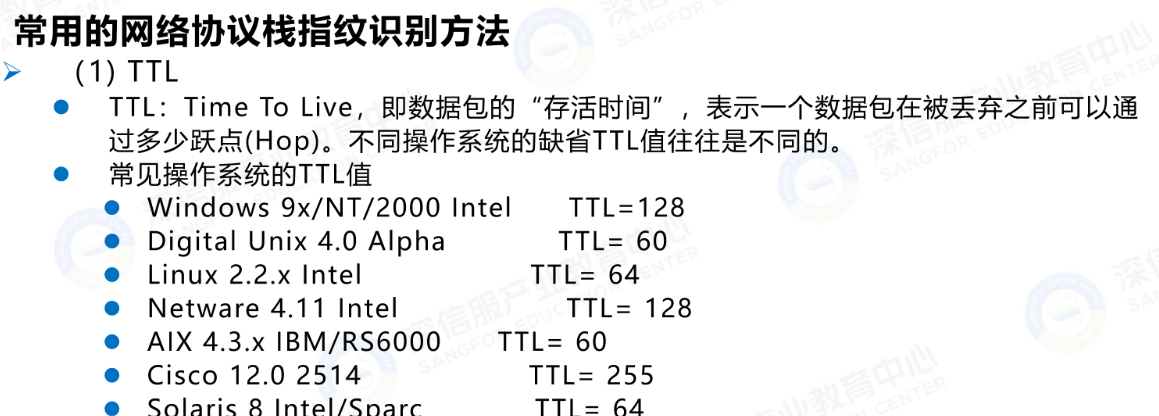 常用的网络协议栈指纹识别方法
(1) TTL
TTL：Time To Live，即数据包的“存活时间”，表示一个数据包在被丢弃之前可以通
过多少跃点(Hop)。不同操作系统的缺省TTL值往往是不同的。
常见操作系统的TTL值
Windows 9x/NT/2000 Intel TTL=128
Digital Unix 4.0 Alpha TTL= 60
Linux 2.2.x Intel TTL= 64
Netware 4.11 Intel TTL= 128
AIX 4.3.x IBM/RS6000 TTL= 60
Cisco 12.0 2514 TTL= 255
Solaris 8 Intel/Sparc TTL= 64
深信服产业教育中心
SANGFOR EDUCATION CENTER